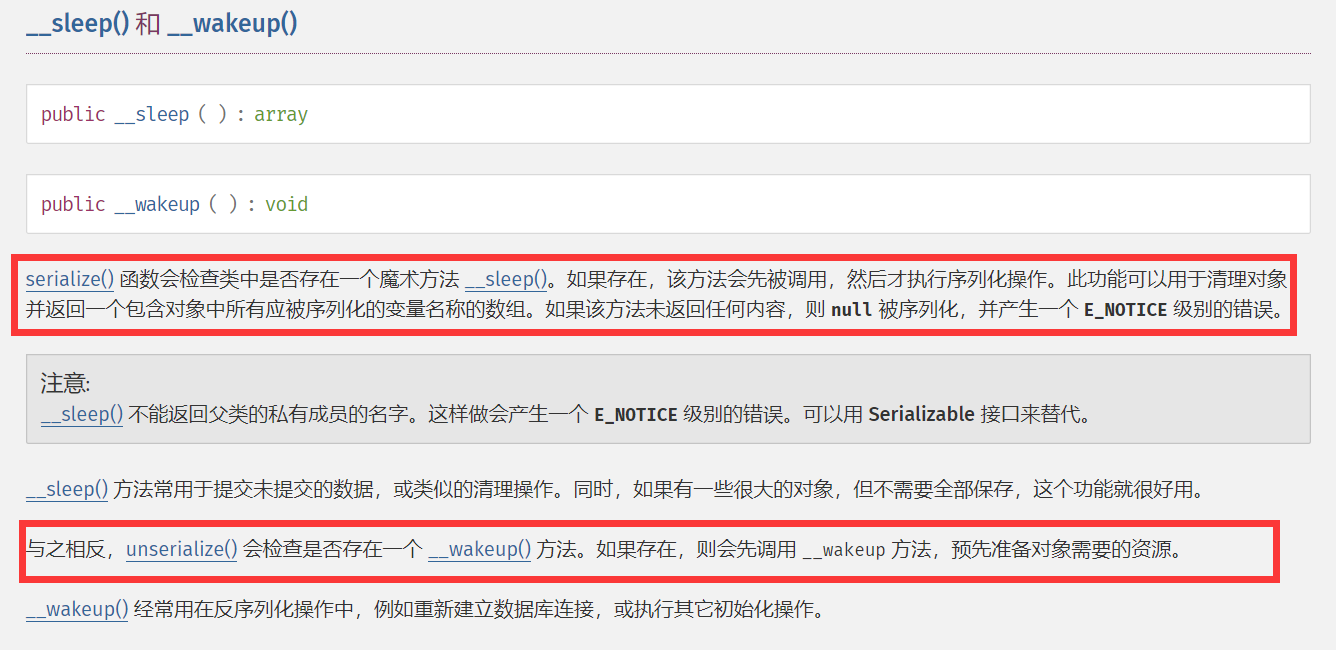 __sleep() 和 __wakeup()
public __sleep ( ) : array
public __wakeup ( ) : void
serialize() 函数会检查类中是否存在一个魔术方法 __sleep()。如果存在，该方法会先被调用，然后才执行序列化操作。此功能可以用于清理对象
并返回一个包含对象中所有应被序列化的变量名称的数组。如果该方法未返回任何内容，则 null 被序列化，并产生一个 E_NOTICE 级别的错误。
注意:
__sleep() 不能返回父类的私有成员的名字。这样做会产生一个 E_NOTICE 级别的错误。可以用 Serializable 接口来替代。
__sleep() 方法常用于提交未提交的数据，或类似的清理操作。同时，如果有一些很大的对象，但不需要全部保存，这个功能就很好用。
与之相反，unserialize() 会检查是否存在一个 __wakeup() 方法。如果存在，则会先调用 __wakeup 方法，预先准备对象需要的资源。
__wakeup() 经常用在反序列化操作中，例如重新建立数据库连接，或执行其它初始化操作。